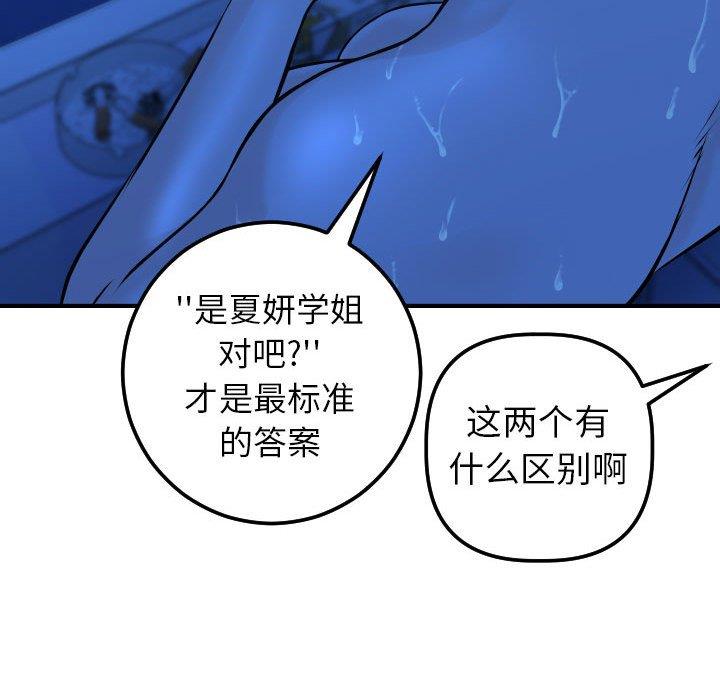 ''是夏妍学姐
对吧?''
才是最标准
的答案
这两个有
什么区别啊